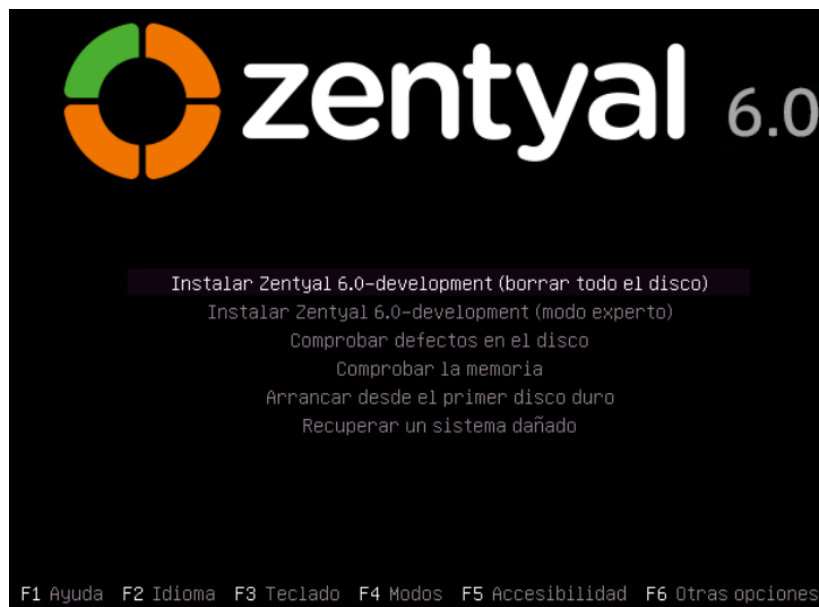 zentyal 6.0
Instalar Zentyal 6.0-development (borrar todo el disco)
Instalar Zentyal 6.0-development (modo experto)
Comprobar defectos en el disco
Comprobar la memoria
Arrancar desde el primer disco duro
Recuperar un sistema dañado
F1 Ayuda F2 Idioma F3 Teclado F4 Modos F5 Accesibilidad F6 Otras opciones